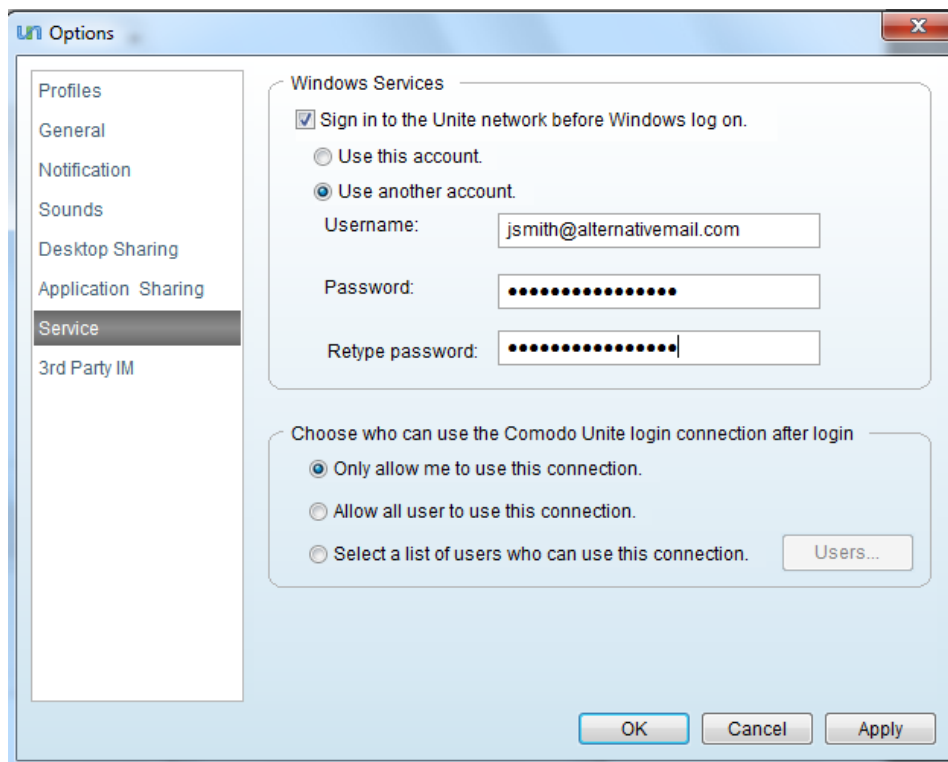 un Options
Profiles
General
Notification
Sounds
Desktop Sharing
Application Sharing
Service
3rd Party IM
Windows Services
Sign in to the Unite network before Windows log on.
Use this account.
Use another account.
Username: jsmith@alternativemail.com
Password: ●●●●●●●●●●●●●●●●
Retype password: ●●●●●●●●●●●●●●●●
Choose who can use the Comodo Unite login connection after login
Only allow me to use this connection.
Allow all user to use this connection.
Select a list of users who can use this connection. Users...
OK Cancel Apply